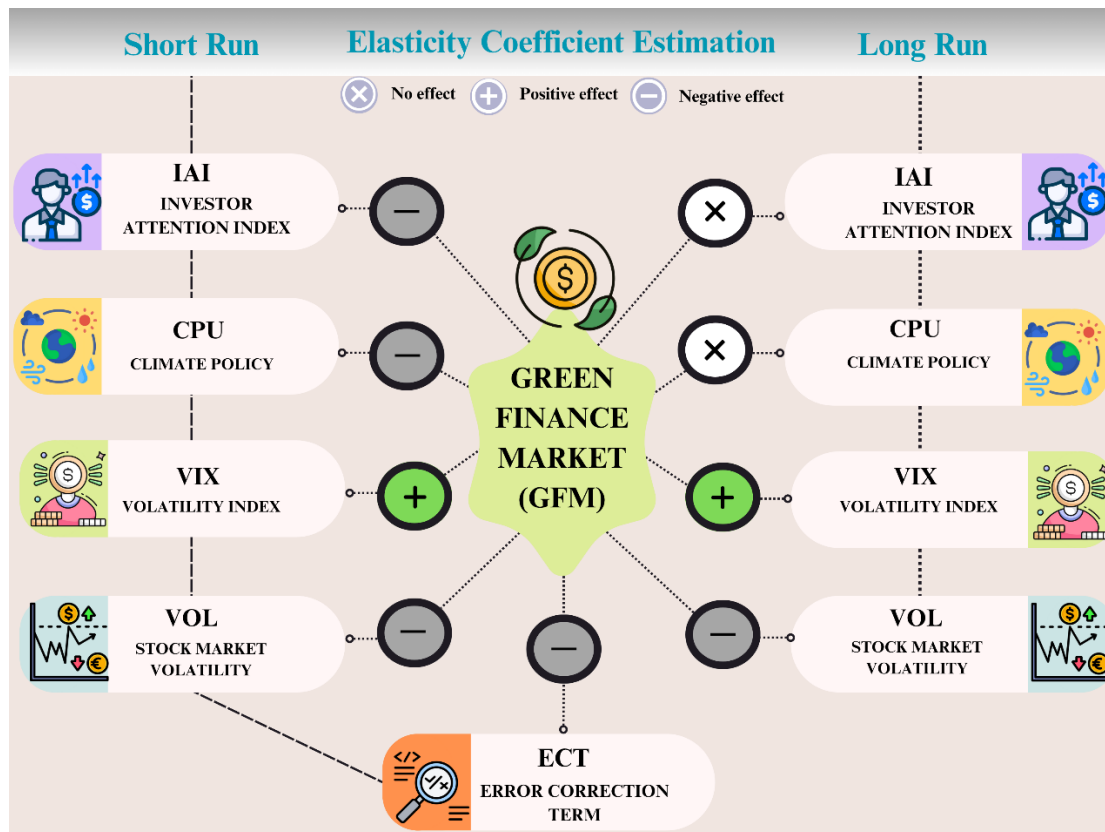 Short Run
Elasticity Coefficient Estimation
Long Run
No effect
Positive effect
Negative effect
IAI
INVESTOR
ATTENTION INDEX
IAI
INVESTOR
ATTENTION INDEX
CPU
CLIMATE POLICY
CPU
CLIMATE POLICY
GREEN
FINANCE
MARKET
(GFM)
VIX
VOLATILITY INDEX
VIX
VOLATILITY INDEX
VOL
STOCK MARKET
VOLATILITY
VOL
STOCK MARKET
VOLATILITY
ECT
ERROR CORRECTION
TERM